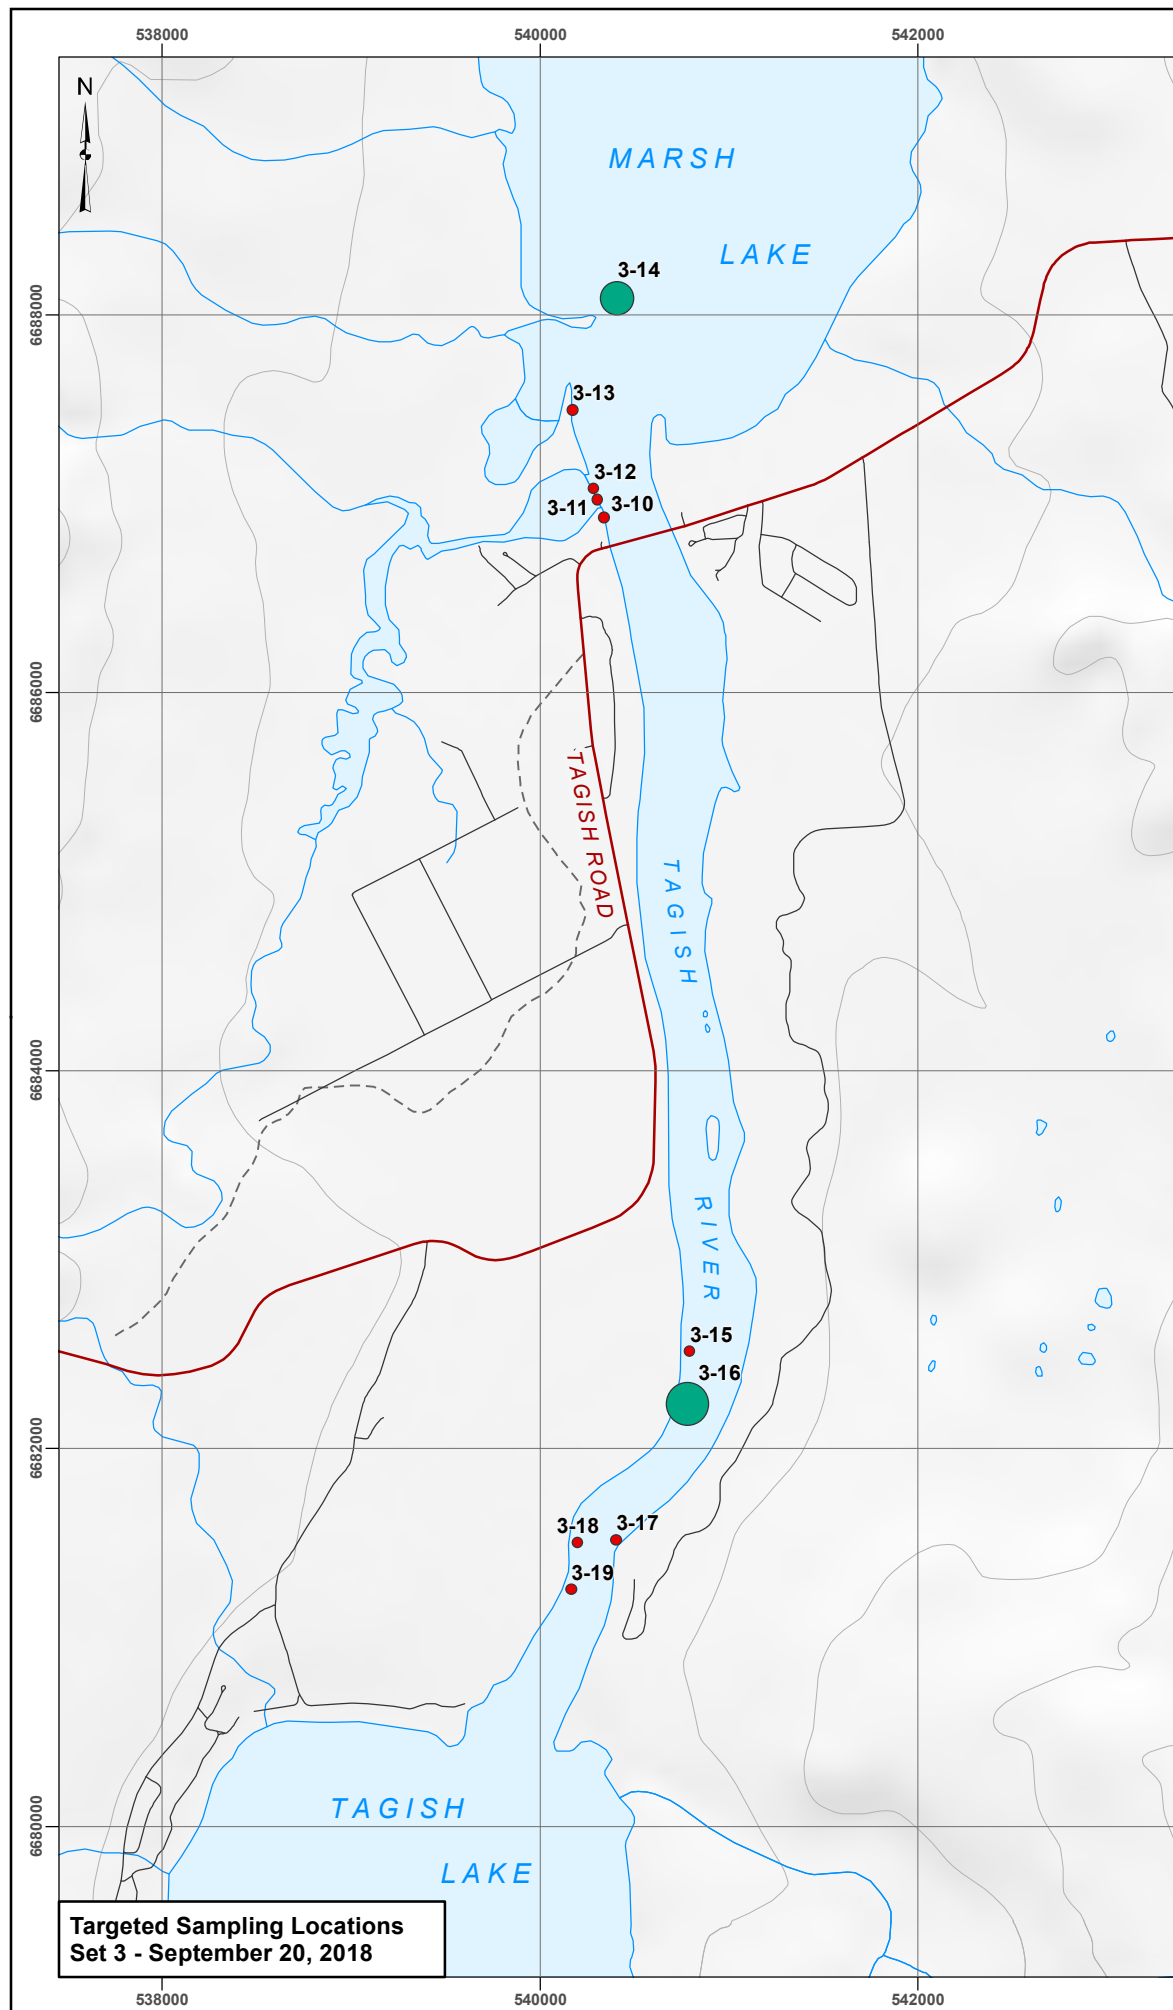 538000
540000
542000
N
MARSH
LAKE
3-14
6688000
3-13
3-12
3-11
3-10
6686000
TAGISH ROAD
TAGISH
6684000
RIVER
3-15
3-16
6682000
3-18
3-17
3-19
6680000
TAGISH
LAKE
Targeted Sampling Locations
Set 3 - September 20, 2018
538000
540000
542000